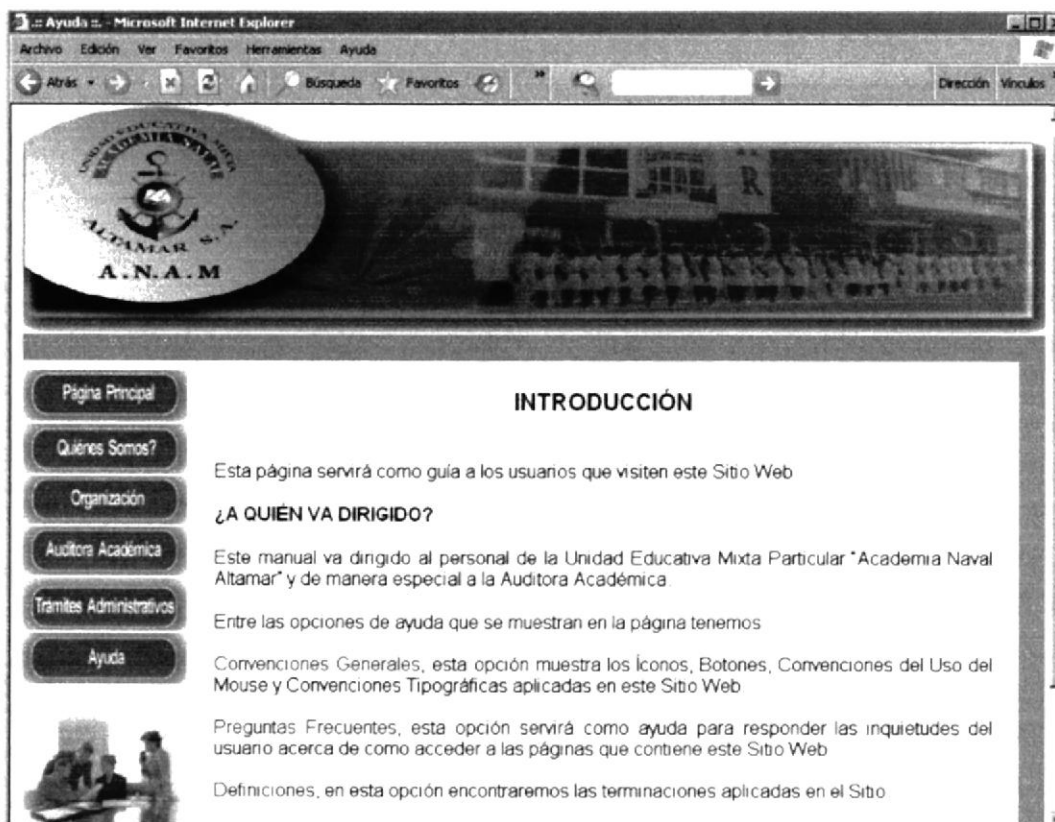 .:: Ayuda ::. - Microsoft Internet Explorer
Archivo Edición Ver Favoritos Herramientas Ayuda
Atrás Búsqueda Favoritos » Dirección Vínculos
UNIDAD EDUCATIVA MIXTA
ACADEMIA NAVAL
ALTAMAR S.A.
A.N.A.M
A
R
Página Principal
Quiénes Somos?
Organización
Auditora Académica
Tramites Administrativos
Ayuda
INTRODUCCIÓN
Esta página servirá como guía a los usuarios que visiten este Sitio Web
¿A QUIÉN VA DIRIGIDO?
Este manual va dirigido al personal de la Unidad Educativa Mixta Particular "Academia Naval
Altamar" y de manera especial a la Auditora Académica.
Entre las opciones de ayuda que se muestran en la página tenemos
Convenciones Generales, esta opción muestra los Íconos, Botones, Convenciones del Uso del
Mouse y Convenciones Tipográficas aplicadas en este Sitio Web
Preguntas Frecuentes, esta opción servirá como ayuda para responder las inquietudes del
usuario acerca de como acceder a las páginas que contiene este Sitio Web
Definiciones, en esta opción encontraremos las terminaciones aplicadas en el Sitio